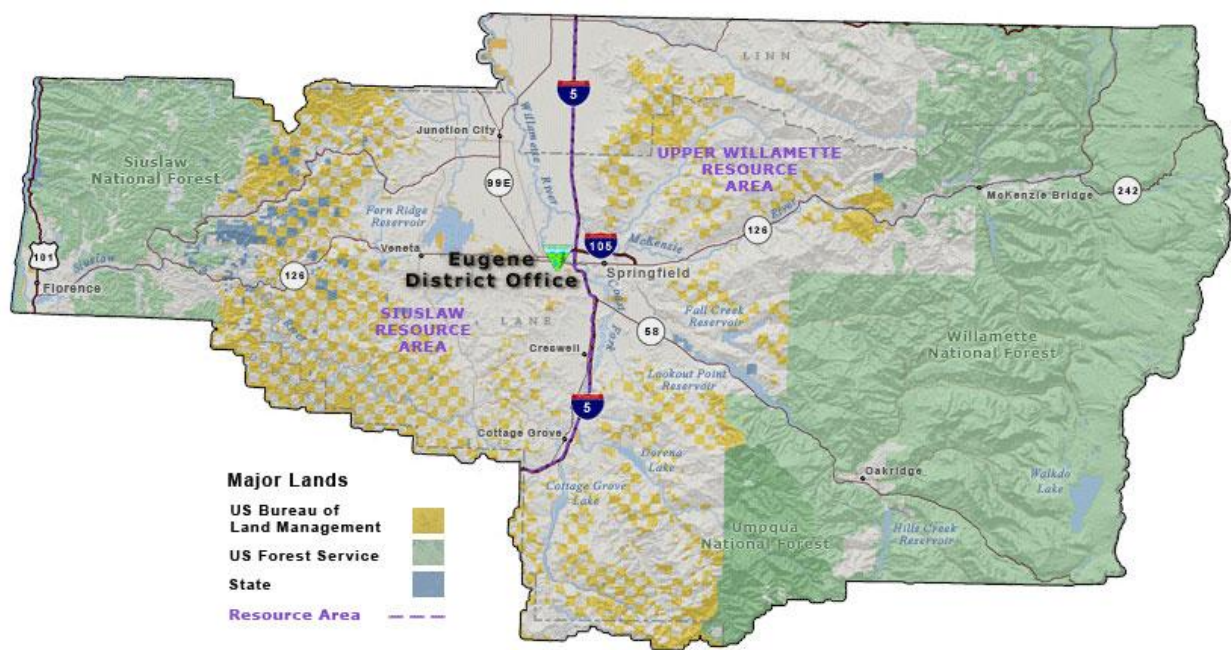 LINN
5
Willamette
River
Junction City
Siuslaw
National Forest
UPPER WILLAMETTE
RESOURCE
AREA
99E
McKenzie Bridge
242
Fern Ridge
Reservoir
McKenzie
River
126
101
Siuslaw
River
Veneta
105
Eugene
District Office
Springfield
126
Florence
Coast
Fork
SIUSLAW
RESOURCE
AREA
LANE
58
Fall Creek
Reservoir
Willamette
National Forest
Creswell
Lookout Point
Reservoir
5
Cottage Grove
Dorena
Lake
Oakridge
Waldo
Lake
Cottage Grove
Lake
Umpqua
National Forest
Hills Creek
Reservoir
Major Lands
US Bureau of
Land Management
US Forest Service
State
Resource Area